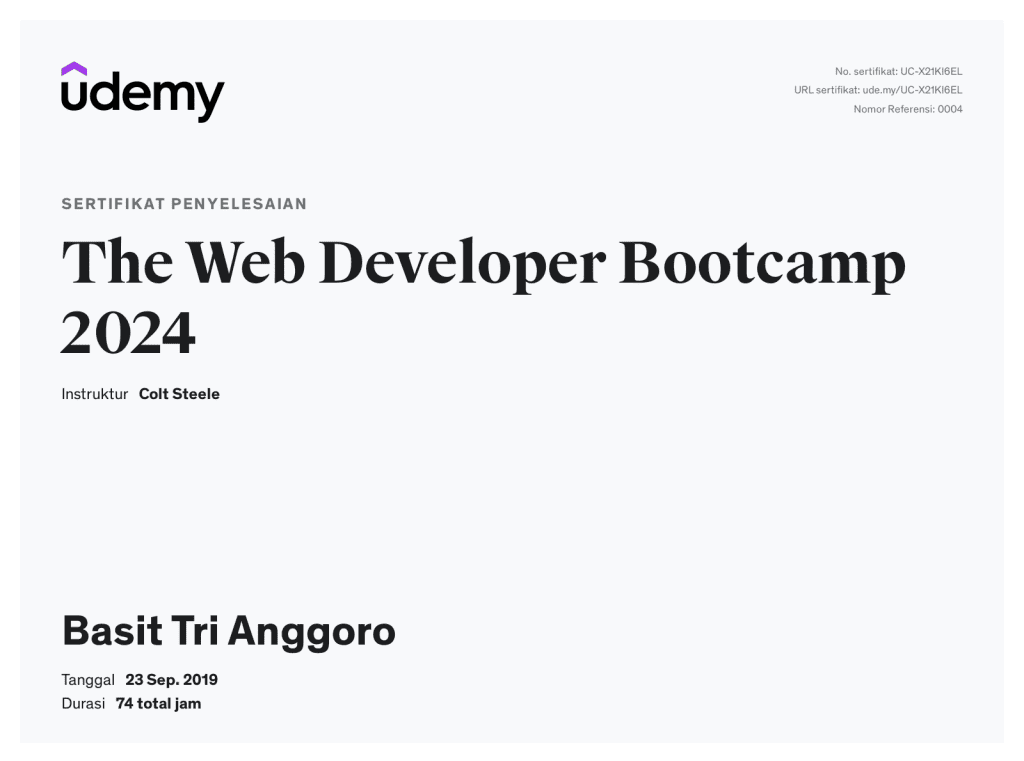 udemy
No. sertifikat: UC-X21KI6EL
URL sertifikat: ude.my/UC-X21KI6EL
Nomor Referensi: 0004
SERTIFIKAT PENYELESAIAN
The Web Developer Bootcamp
2024
Instruktur Colt Steele
Basit Tri Anggoro
Tanggal 23 Sep. 2019
Durasi 74 total jam